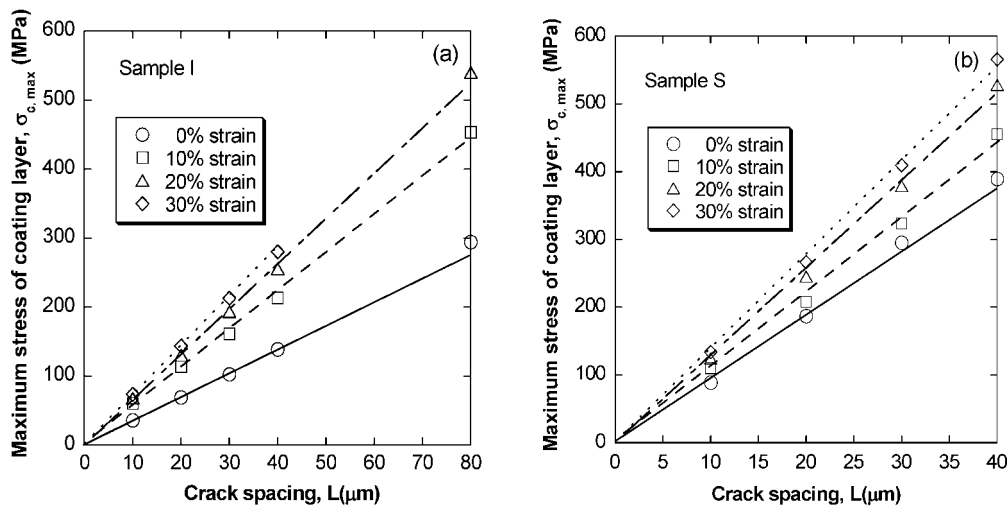 Maximum stress of coating layer, σc, max (MPa)
600
500
400
300
200
100
0
(a)
Sample I
0% strain
10% strain
20% strain
30% strain
0 10 20 30 40 50 60 70 80
Crack spacing, L(μm)
Maximum stress of coating layer, σc, max (MPa)
600
500
400
300
200
100
0
(b)
Sample S
0% strain
10% strain
20% strain
30% strain
0 5 10 15 20 25 30 35 40
Crack spacing, L(μm)